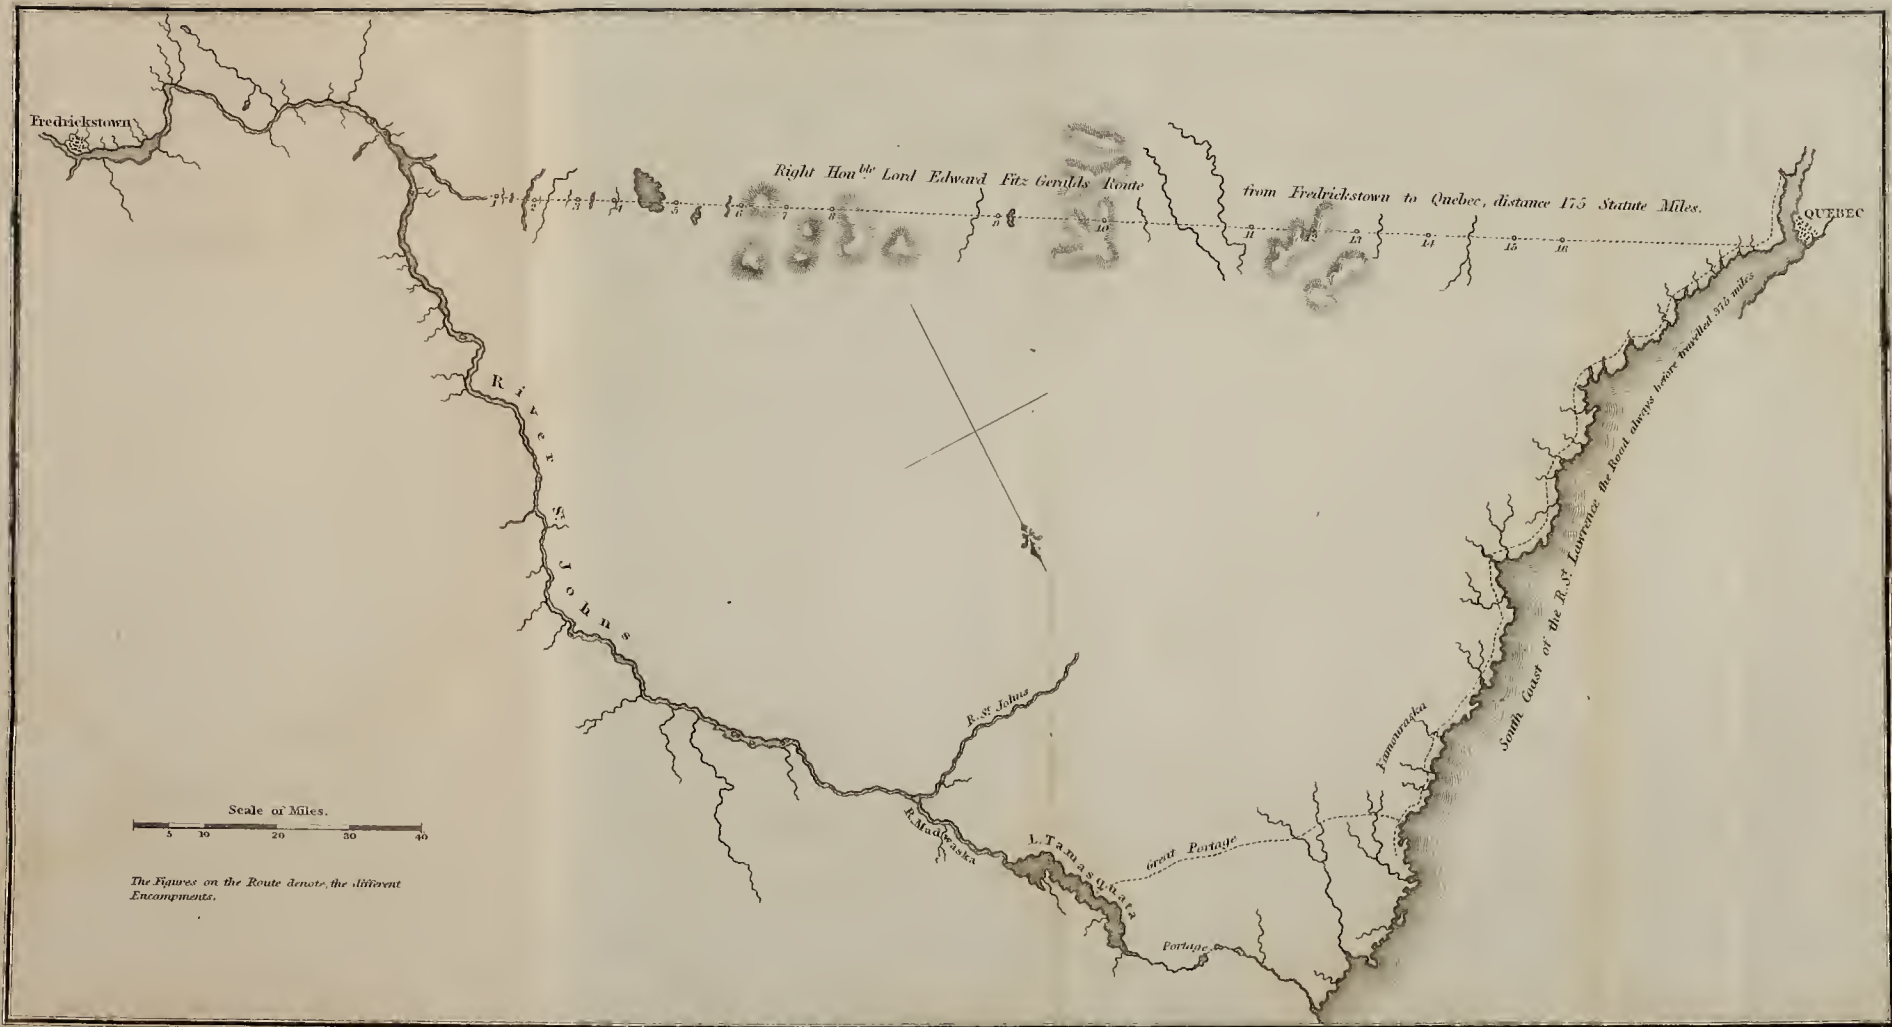 Fredrickstown
Right Hon.ble Lord Edward Fitz Geralds Route from Fredrickstown to Quebec, distance 175 Statute Miles.
1 2 3 4 5 6 7 8 9 10 11 12 13 14 15 16
QUEBEC
South Coast of the R. St. Lawrence the Road always before travelled 375 miles
River St. Johns
R. St. Johns
Kamouraska
R. Madwaska
L. Tamasquata
Great Portage
Portage
Scale of Miles.
5 10 20 30 40
The Figures on the Route denote, the different
Encampments.